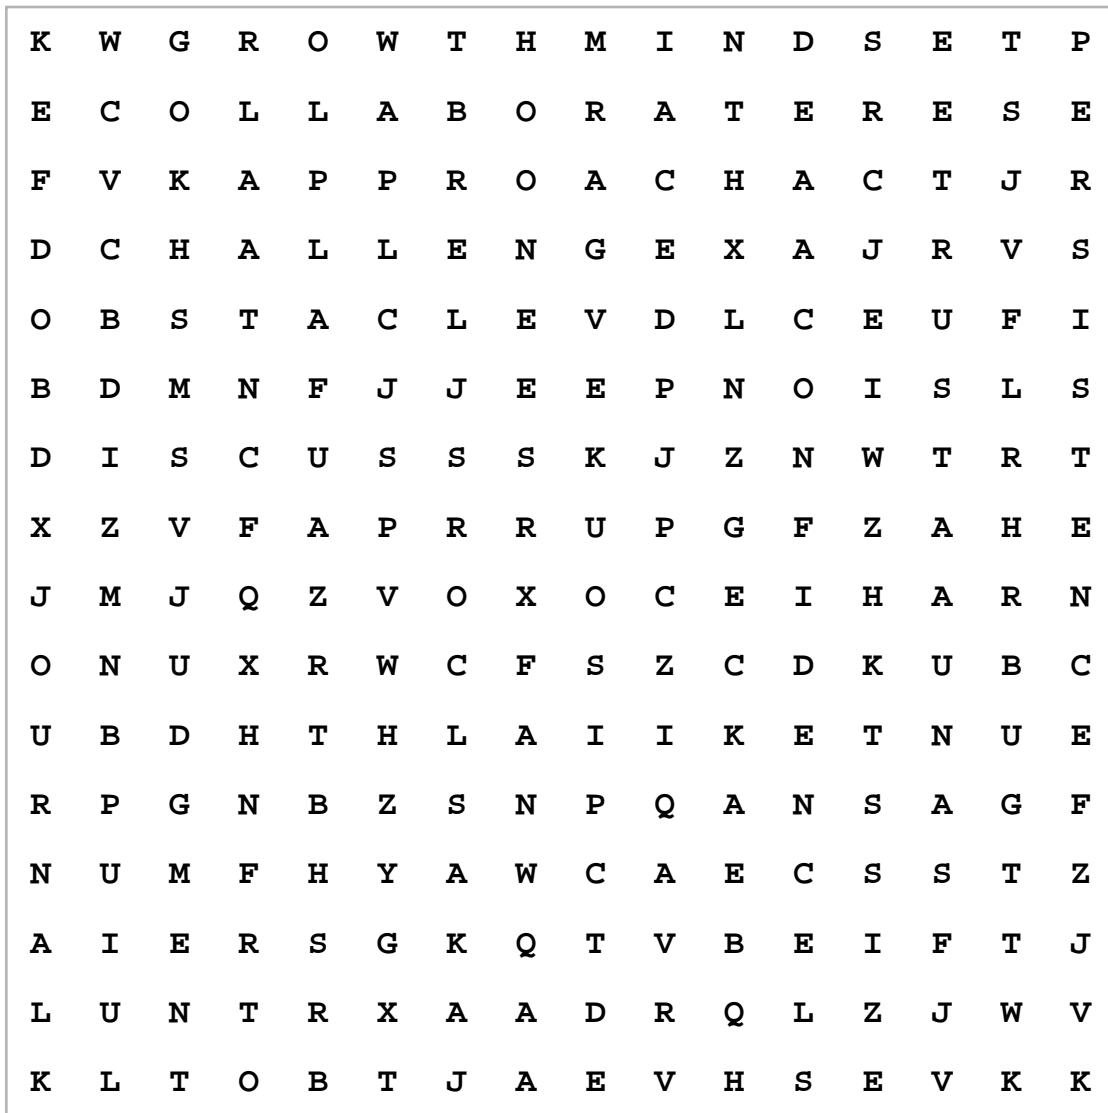 K W G R O W T H M I N D S E T P
E C O L L A B O R A T E R E S E
F V K A P P R O A C H A C T J R
D C H A L L E N G E X A J R V S
O B S T A C L E V D L C E U F I
B D M N F J J E E P N O I S L S
D I S C U S S S K J Z N W T R T
X Z V F A P R R U P G F Z A H E
J M J Q Z V O X O C E I H A R N
O N U X R W C F S Z C D K U B C
U B D H T H L A I I K E T N U E
R P G N B Z S N P Q A N S A G F
N U M F H Y A W C A E C S S T Z
A I E R S G K Q T V B E I F T J
L U N T R X A A D R Q L Z J W V
K L T O B T J A E V H S E V K K